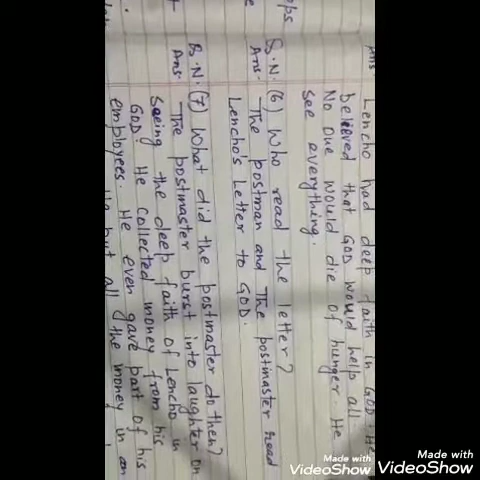 ops
Ans. Lencho had deep faith in GOD. He
believed that GOD would help all
No one would die of hunger. He
see everything.
Q.N. (6) Who read the letter?
Ans. The postman and The postmaster read
Lencho's Letter to GOD.
Q.N. (7) What did the postmaster do then?
Ans. The postmaster burst into laughter on
seeing the deep faith of Lencho in
GOD. He collected money from his
employees. He even gave part of his
He put all the money in an
Made with
VideoShow
Made with
VideoShow